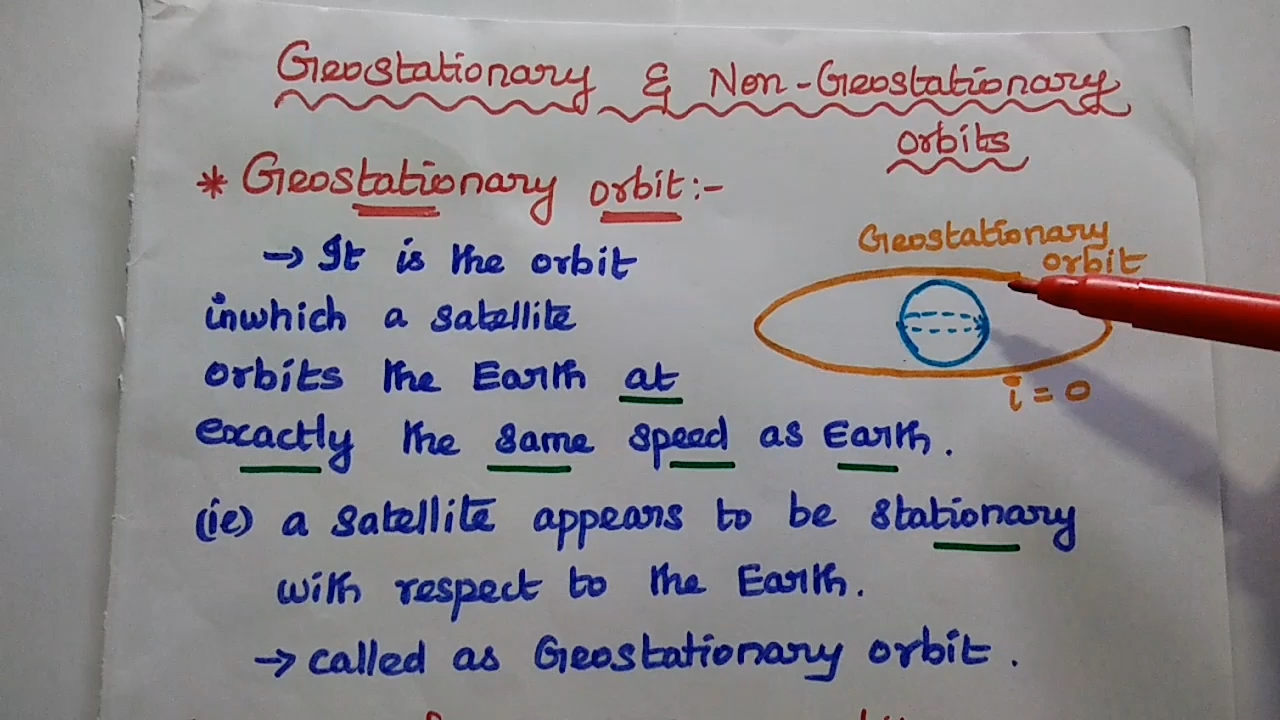 Geostationary & Non-Geostationary
orbits
* Geostationary orbit:-
→ It is the orbit
inwhich a satellite
orbits the Earth at
exactly the same speed as Earth.
(ie) a satellite appears to be stationary
with respect to the Earth.
→ called as Geostationary orbit.
Geostationary
orbit
i = 0